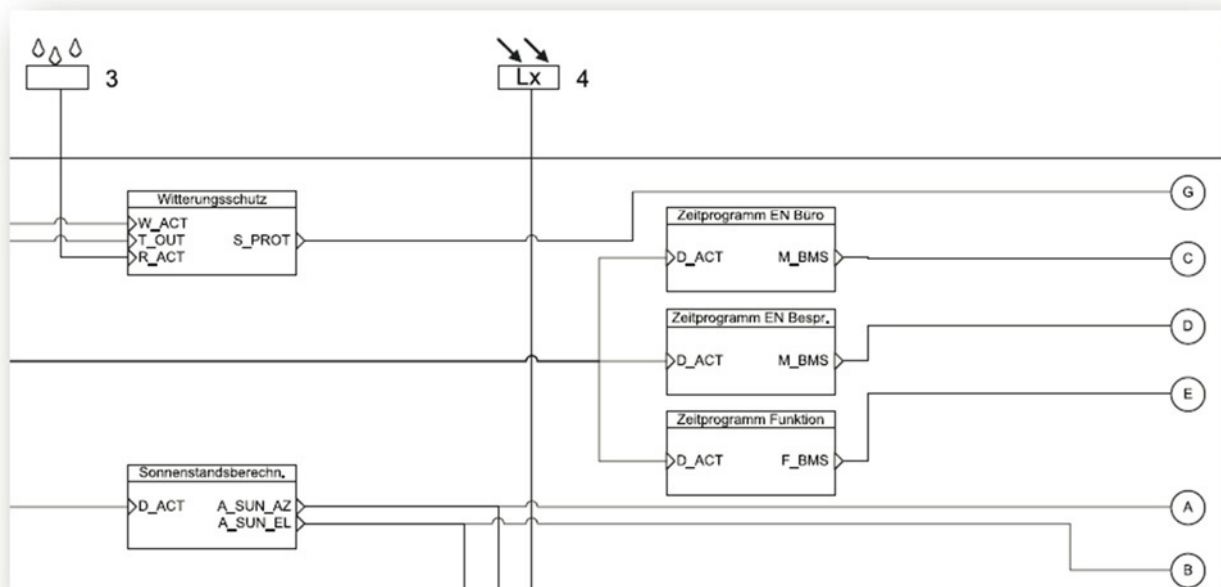 3
Lx 4
Witterungsschutz
W_ACT
T_OUT S_PROT
R_ACT
G
Zeitprogramm EN Büro
D_ACT M_BMS
C
Zeitprogramm EN Bespr.
D_ACT M_BMS
D
Zeitprogramm Funktion
D_ACT F_BMS
E
Sonnenstandsberechn.
D_ACT A_SUN_AZ
A_SUN_EL
A
B